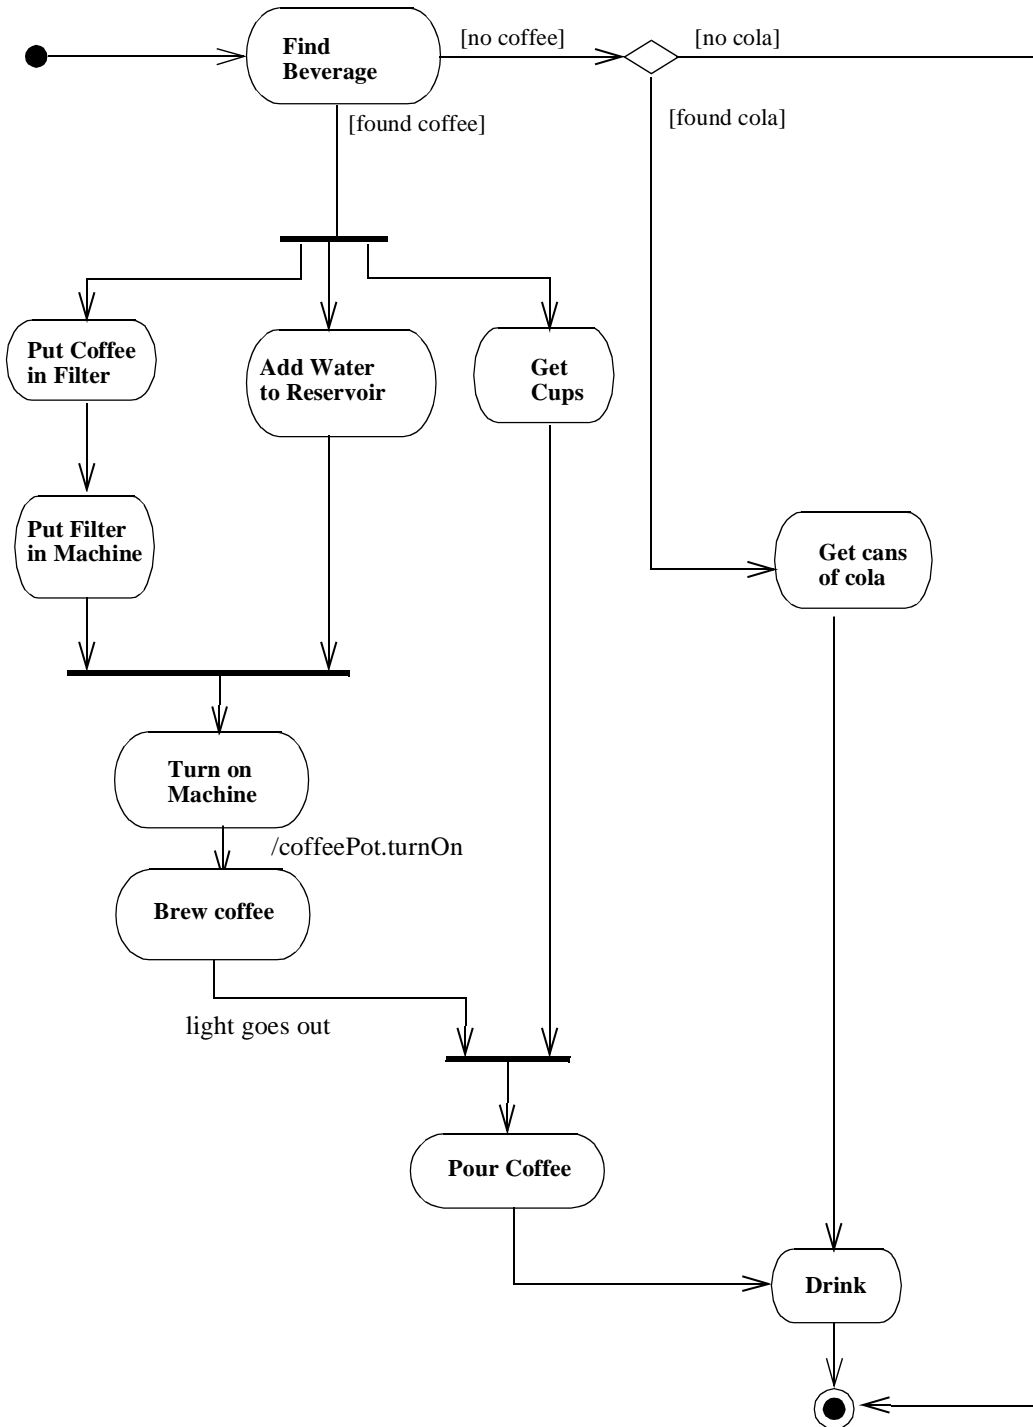 Find
Beverage
[no coffee]
[no cola]
[found coffee]
[found cola]
Put Coffee
in Filter
Add Water
to Reservoir
Get
Cups
Put Filter
in Machine
Get cans
of cola
Turn on
Machine
/coffeePot.turnOn
Brew coffee
light goes out
Pour Coffee
Drink